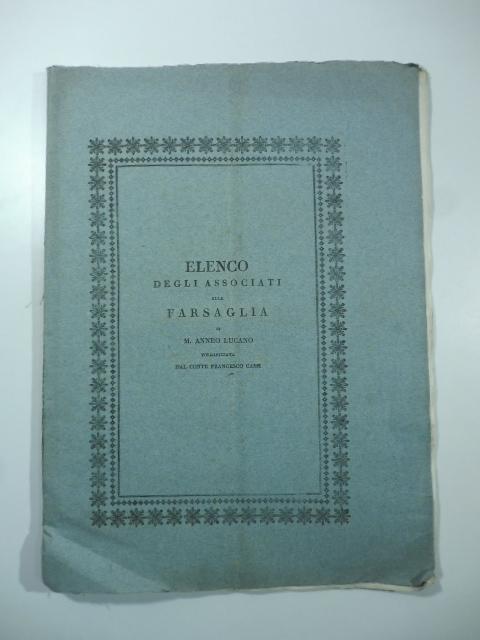 ELENCO
DEGLI ASSOCIATI
ALLA
FARSAGLIA
DI
M. ANNEO LUCANO
VOLGARIZZATA
DAL CONTE FRANCESCO CASSI